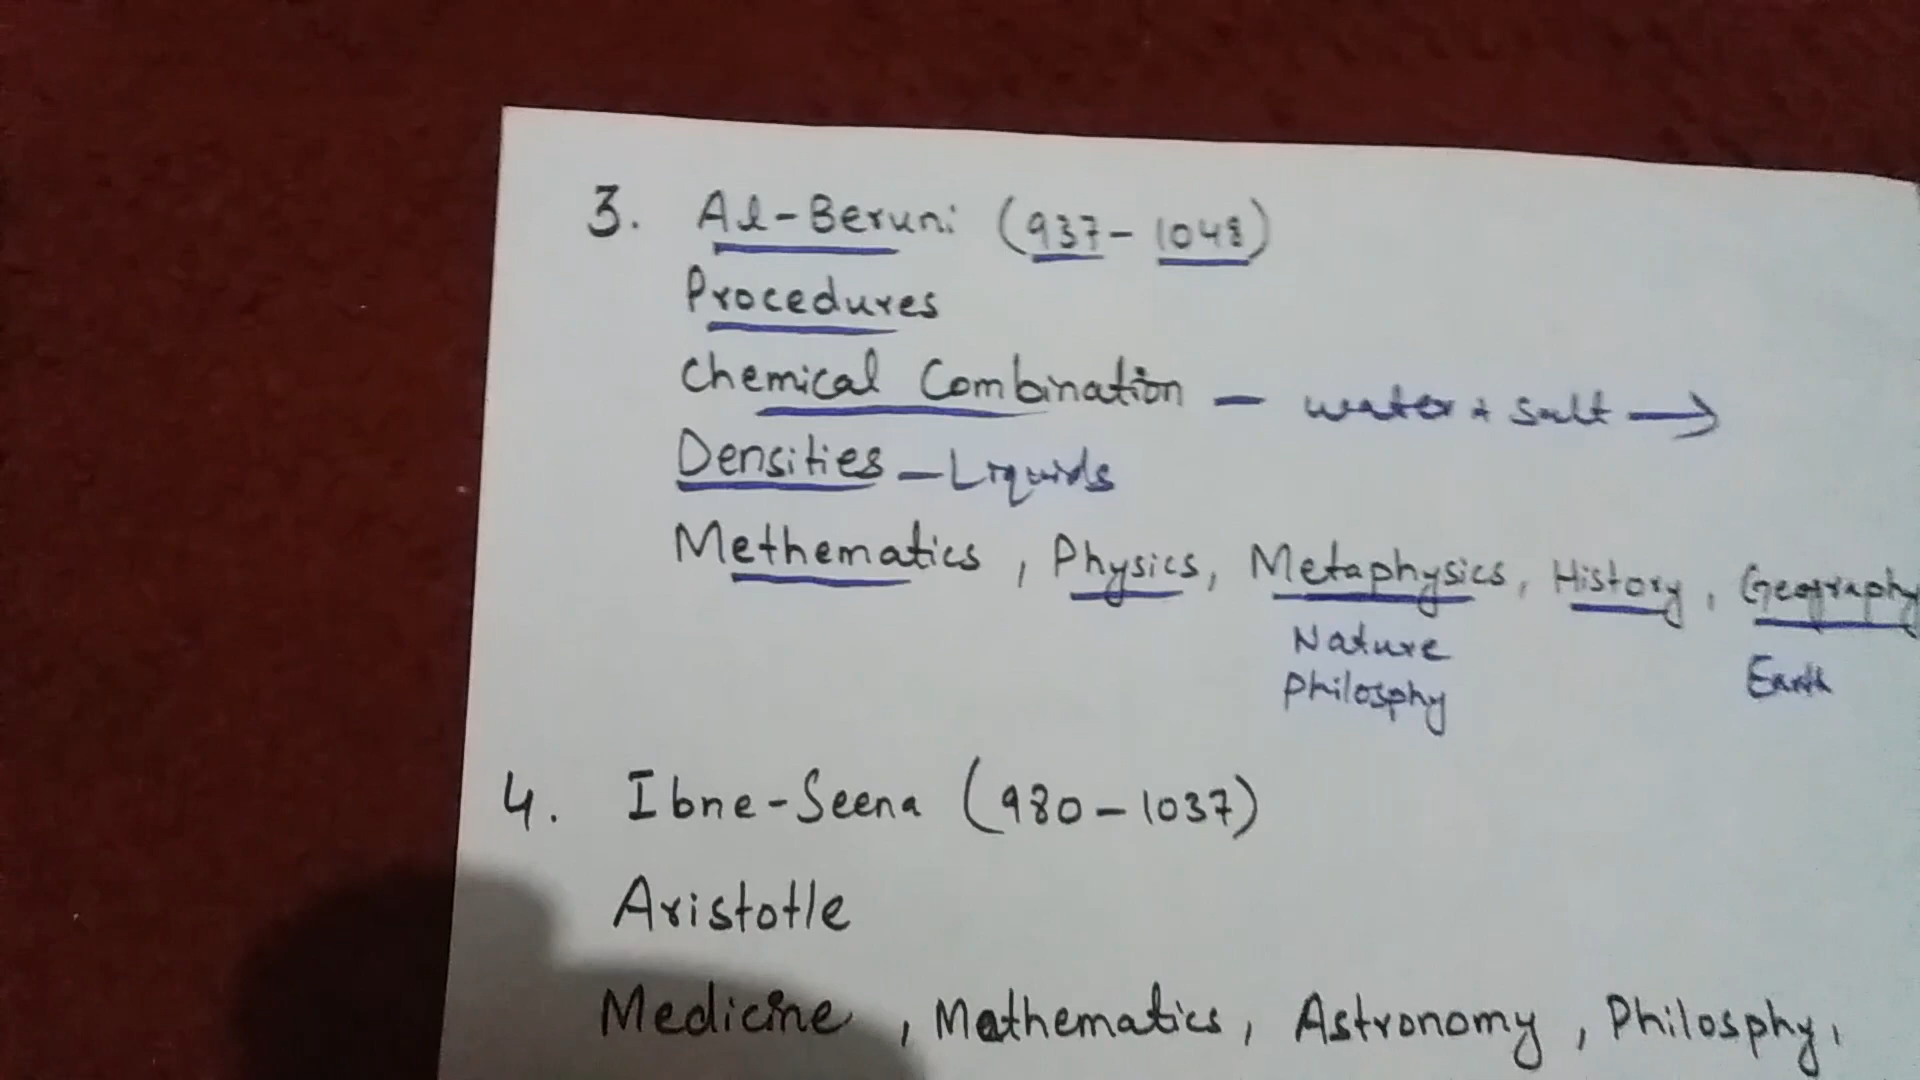 3. Al-Beruni (937-1048)
Procedures
Chemical Combination - water + salt →
Densities - Liquids
Methematics, Physics, Metaphysics, History, Geography
Nature Earth
Philosphy
4. Ibne-Seena (980-1037)
Aristotle
Medicine, Mathematics, Astronomy, Philosphy,